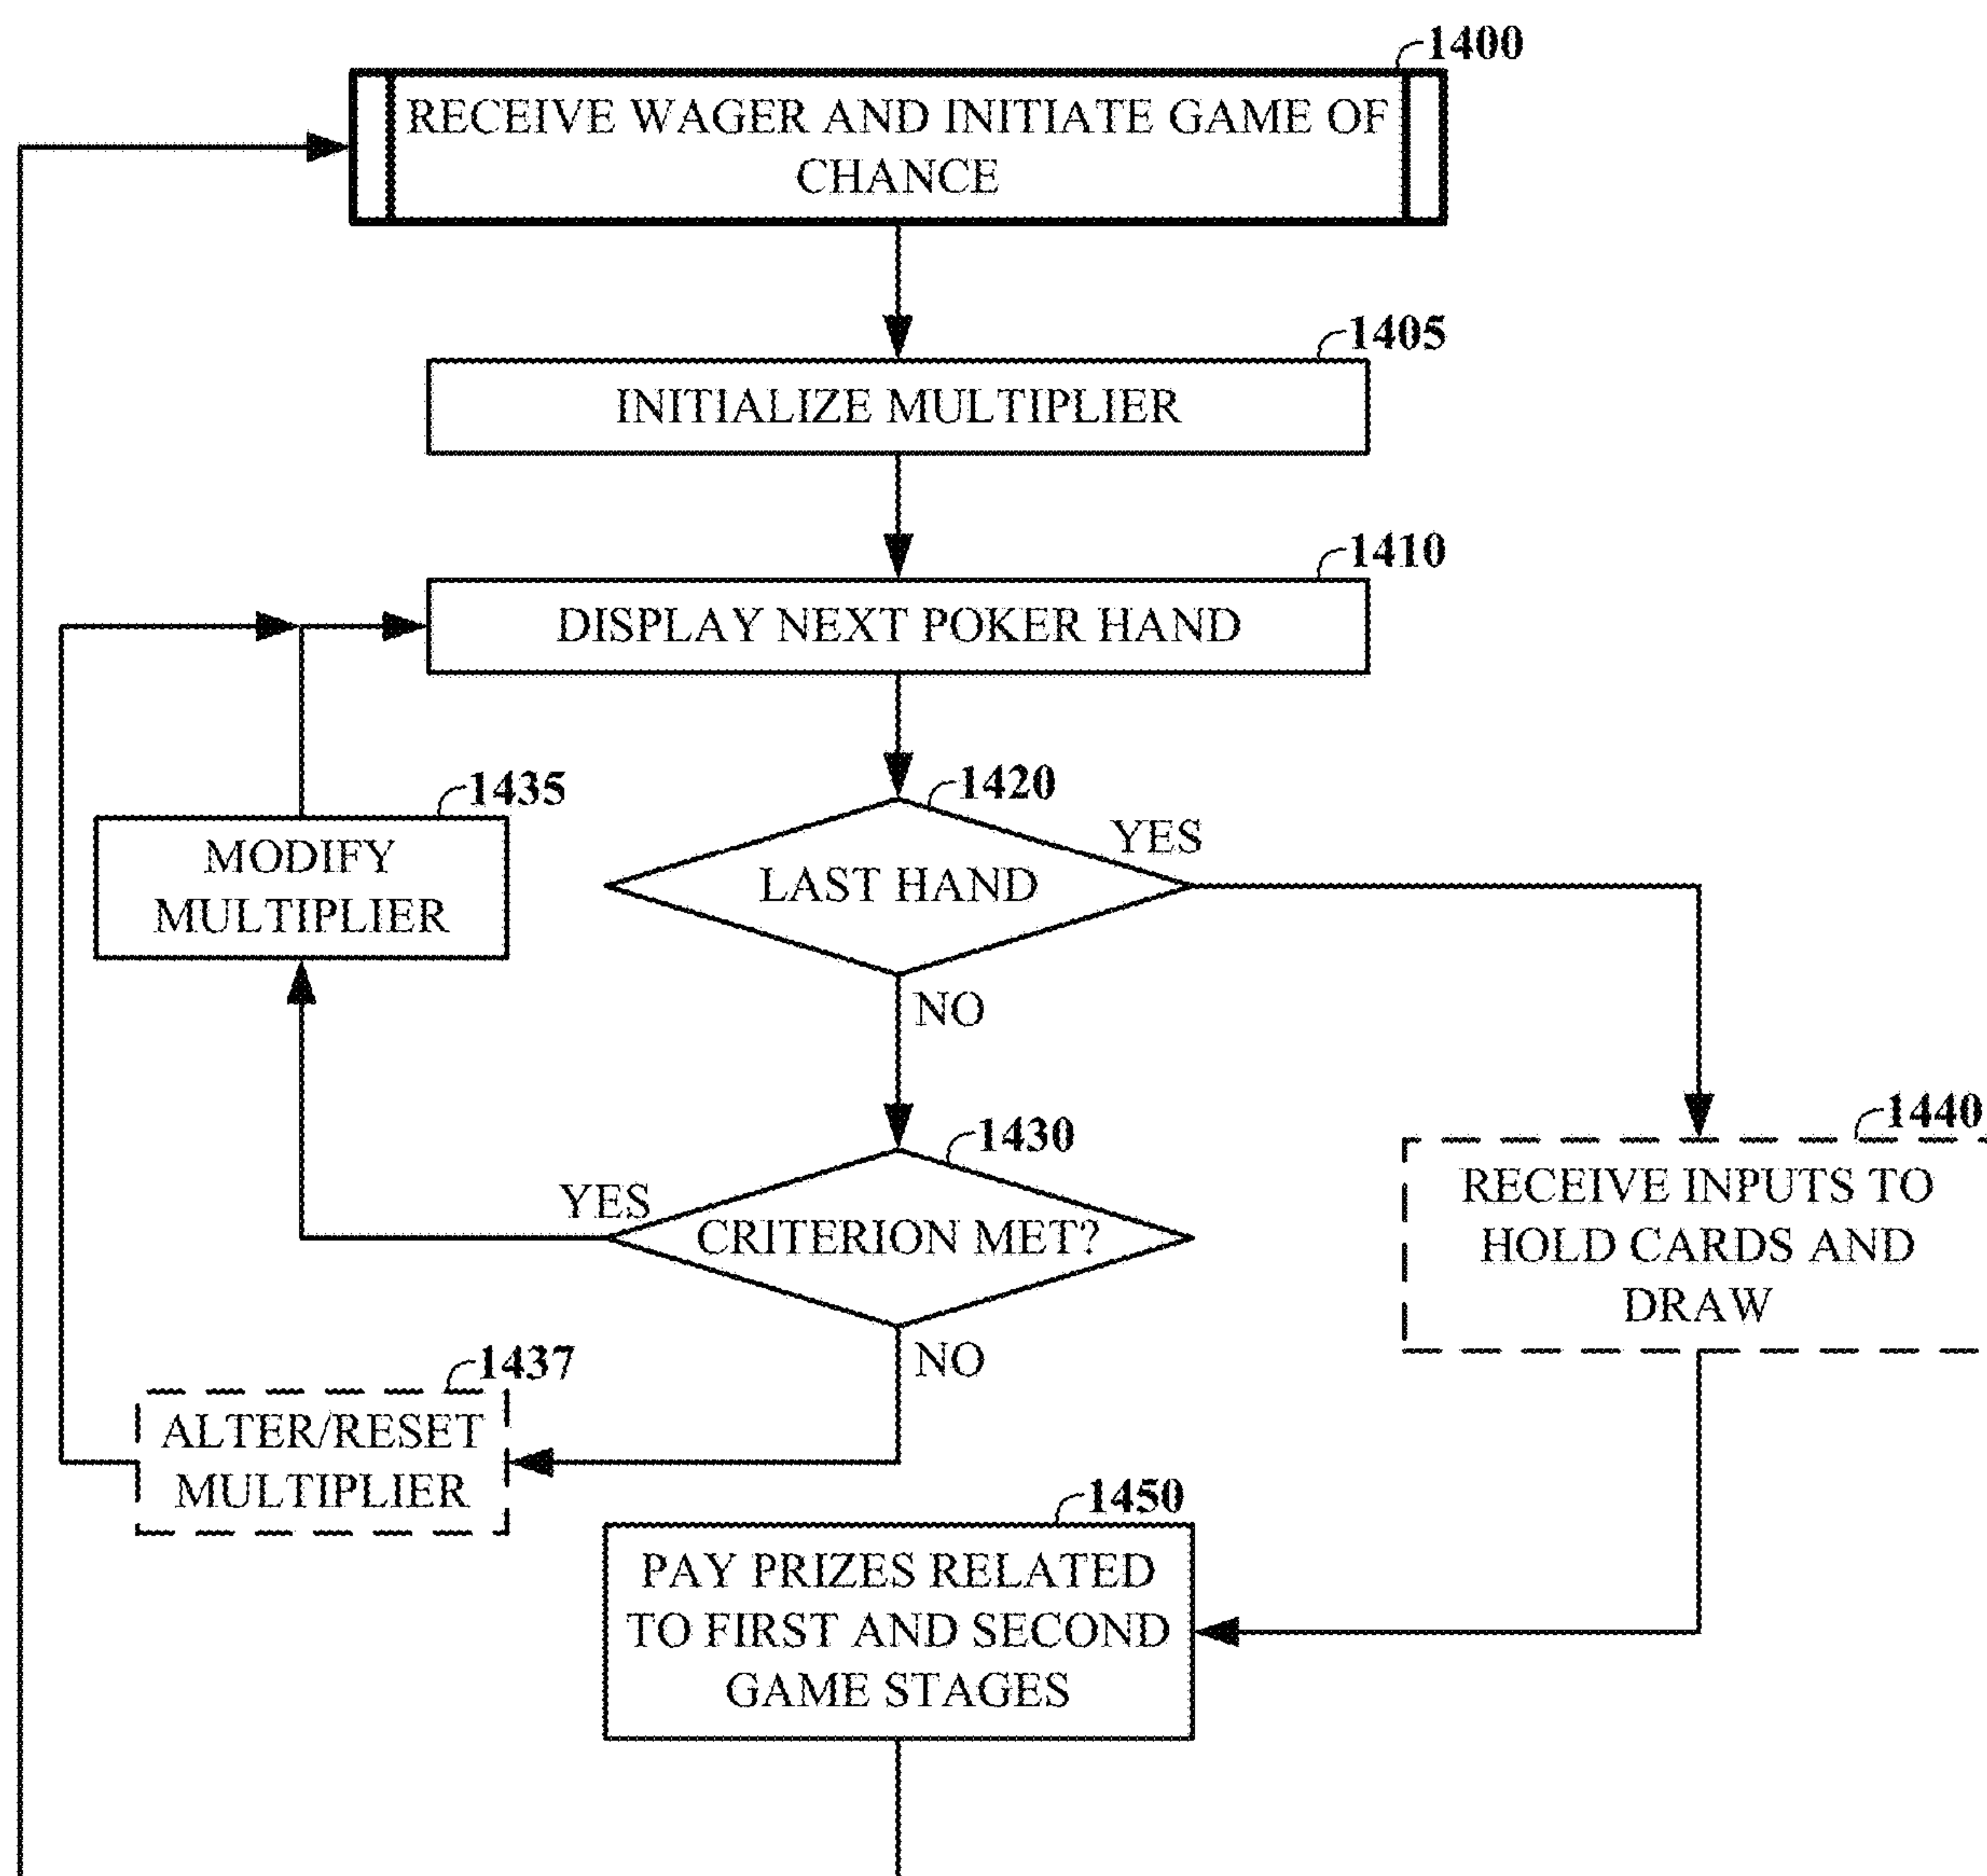 1400
RECEIVE WAGER AND INITIATE GAME OF
CHANCE
1405
INITIALIZE MULTIPLIER
1410
DISPLAY NEXT POKER HAND
1420
LAST HAND
YES
NO
1435
MODIFY
MULTIPLIER
1430
CRITERION MET?
YES
NO
1437
ALTER/RESET
MULTIPLIER
1440
RECEIVE INPUTS TO
HOLD CARDS AND
DRAW
1450
PAY PRIZES RELATED
TO FIRST AND SECOND
GAME STAGES